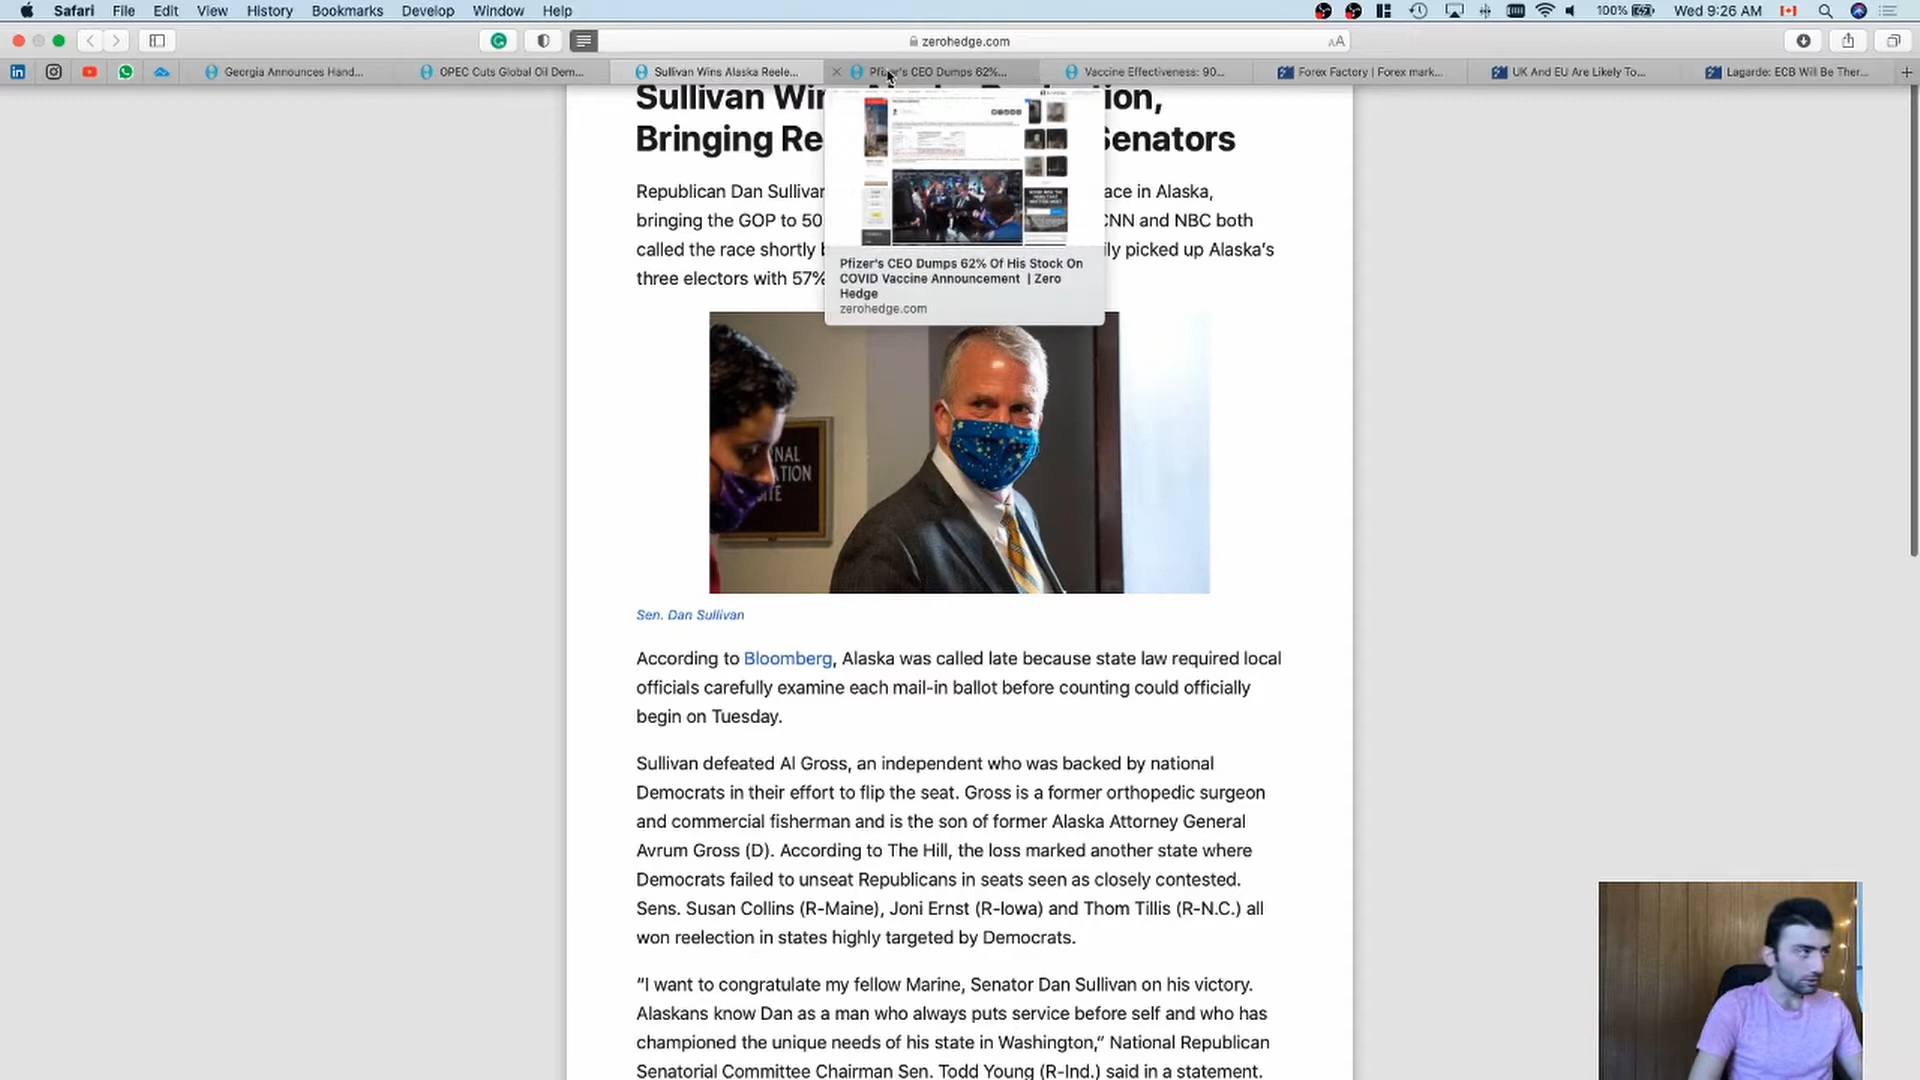 Safari File Edit View History Bookmarks Develop Window Help
100% Wed 9:26 AM
zerohedge.com
AA
Georgia Announces Hand...
OPEC Cuts Global Oil Dem...
Sullivan Wins Alaska Reele...
Pfizer's CEO Dumps 62%...
Vaccine Effectiveness: 90...
Forex Factory | Forex mark...
UK And EU Are Likely To...
Lagarde: ECB Will Be Ther...
Sullivan Win ion,
Bringing Re Senators
Republican Dan Sullivan ace in Alaska,
bringing the GOP to 50 CNN and NBC both
called the race shortly ily picked up Alaska's
three electors with 57%
Pfizer's CEO Dumps 62% Of His Stock On
COVID Vaccine Announcement | Zero
Hedge
zerohedge.com
RNAL
ATION
ITE
Sen. Dan Sullivan
According to Bloomberg, Alaska was called late because state law required local
officials carefully examine each mail-in ballot before counting could officially
begin on Tuesday.
Sullivan defeated Al Gross, an independent who was backed by national
Democrats in their effort to flip the seat. Gross is a former orthopedic surgeon
and commercial fisherman and is the son of former Alaska Attorney General
Avrum Gross (D). According to The Hill, the loss marked another state where
Democrats failed to unseat Republicans in seats seen as closely contested.
Sens. Susan Collins (R-Maine), Joni Ernst (R-Iowa) and Thom Tillis (R-N.C.) all
won reelection in states highly targeted by Democrats.
“I want to congratulate my fellow Marine, Senator Dan Sullivan on his victory.
Alaskans know Dan as a man who always puts service before self and who has
championed the unique needs of his state in Washington,” National Republican
Senatorial Committee Chairman Sen. Todd Young (R-Ind.) said in a statement.